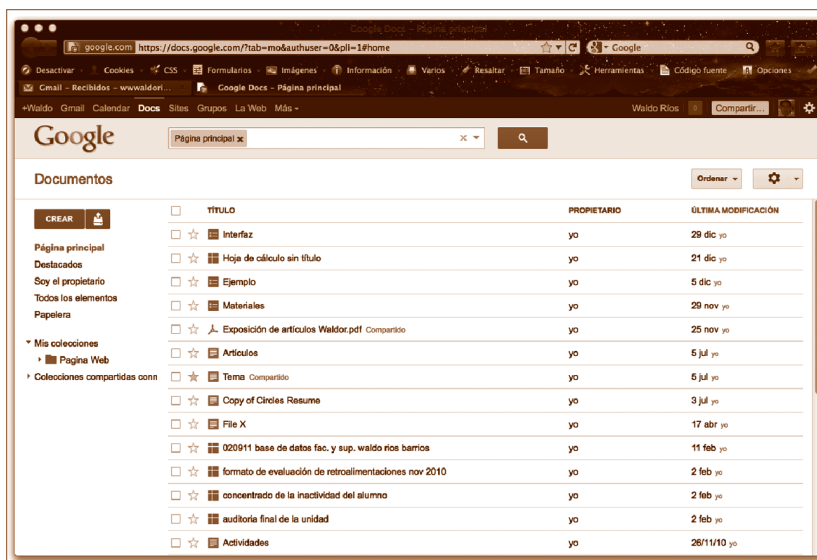 Google Docs - Página principal
google.com https://docs.google.com/?tab=mo&authuser=0&pli=1#home Google
Desactivar Cookies CSS Formularios Imágenes Información Varios Resaltar Tamaño Herramientas Código fuente Opciones
Gmail - Recibidos - wwwaldori... Google Docs - Página principal
+Waldo Gmail Calendar Docs Sites Grupos La Web Más Waldo Ríos 0 Compartir...
Google Página principal x
Documentos Ordenar
CREAR
Página principal
Destacados
Soy el propietario
Todos los elementos
Papelera
Mis colecciones
Pagina Web
Colecciones compartidas conn
TÍTULO PROPIETARIO ÚLTIMA MODIFICACIÓN
Interfaz yo 29 dic yo
Hoja de cálculo sin título yo 21 dic yo
Ejemplo yo 5 dic yo
Materiales yo 29 nov yo
Exposición de artículos Waldor.pdf Compartido yo 25 nov yo
Artículos yo 5 jul yo
Tema Compartido yo 5 jul yo
Copy of Circles Resume yo 3 jul yo
File X yo 17 abr yo
020911 base de datos fac. y sup. waldo rios barrios yo 11 feb yo
formato de evaluación de retroalimentaciones nov 2010 yo 2 feb yo
concentrado de la inactividad del alumno yo 2 feb yo
auditoria final de la unidad yo 2 feb yo
Actividades yo 26/11/10 yo